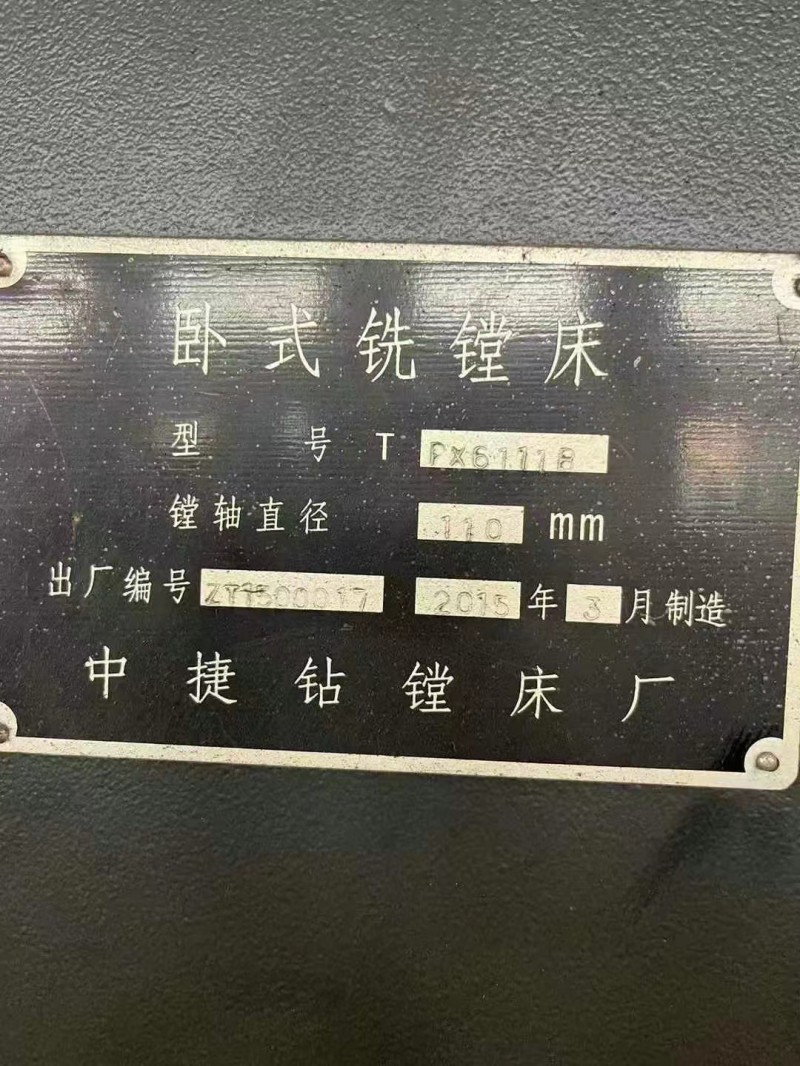 卧式铣镗床
型号 T PX6111B
镗轴直径 110 mm
出厂编号 ZT1500017 2015 年 3 月制造
中捷钻镗床厂